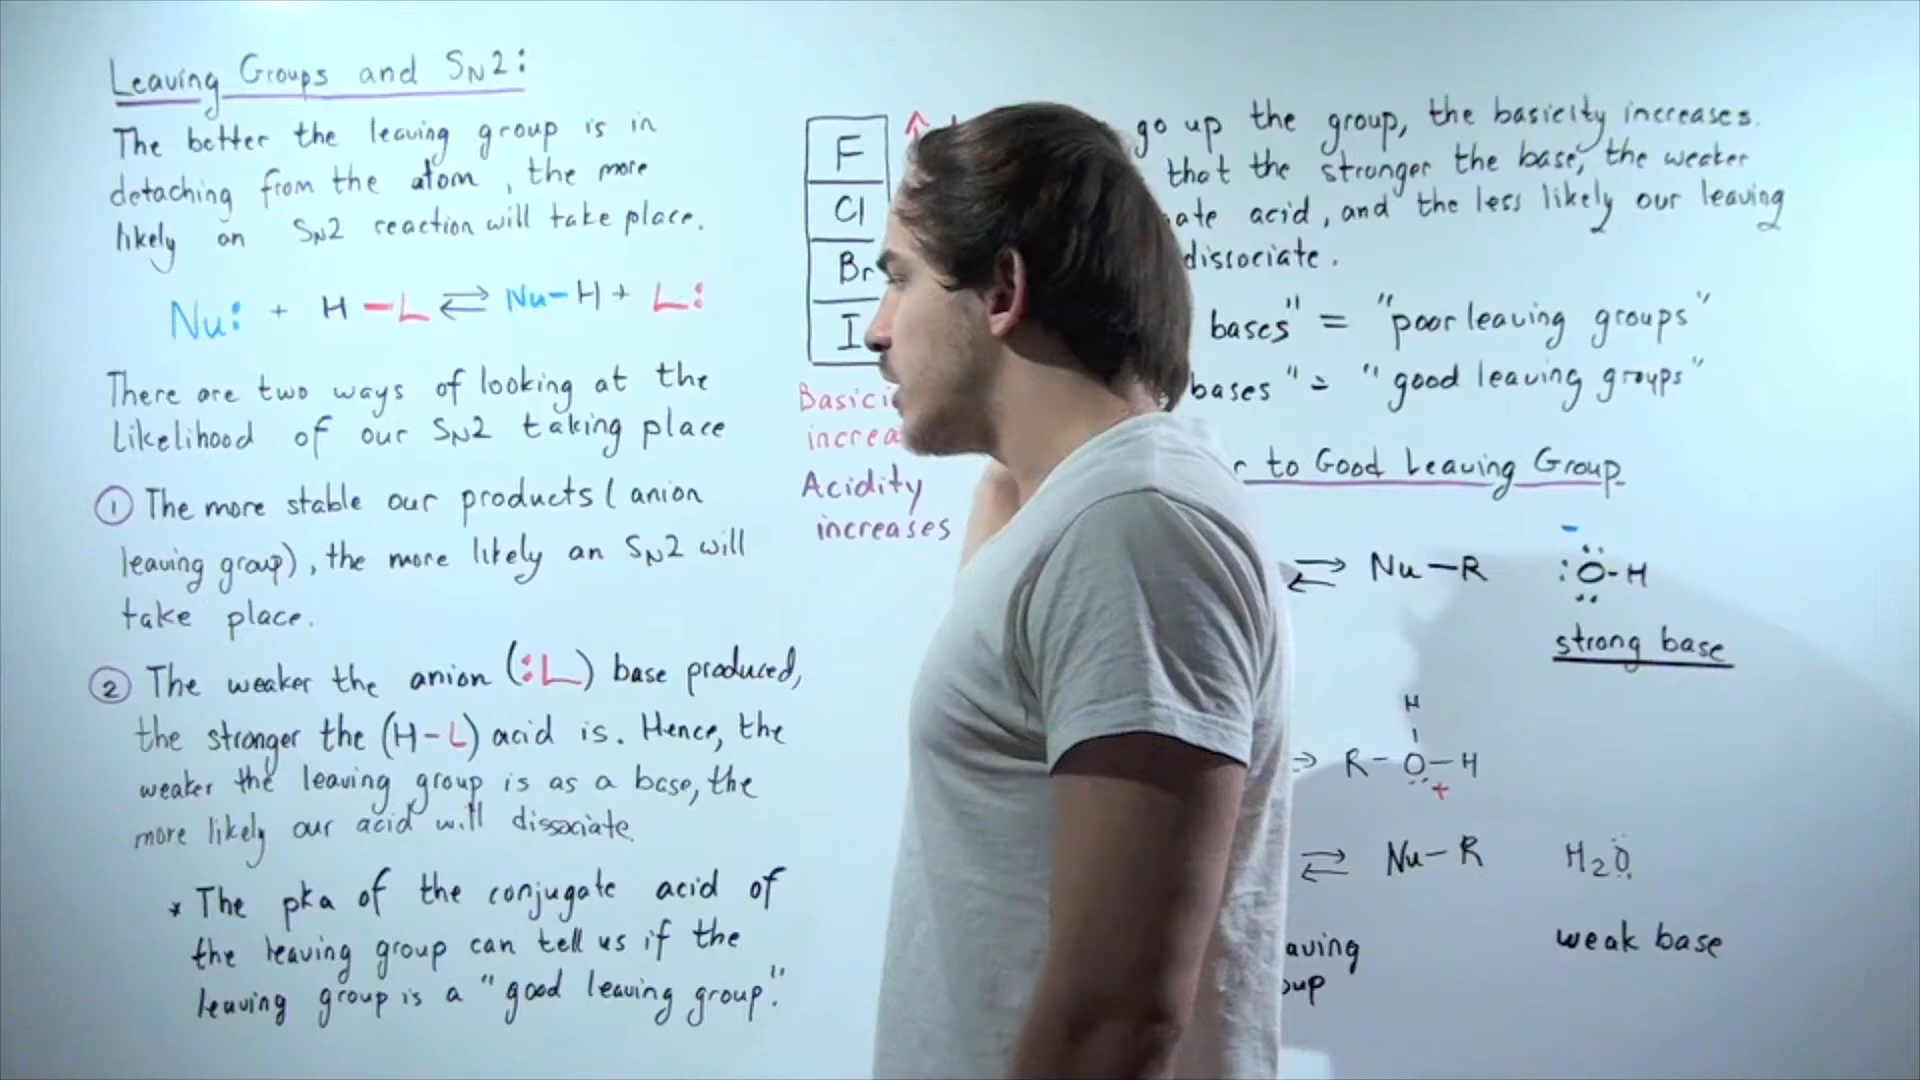 Leaving Groups and SN2:
The better the leaving group is in
detaching from the atom, the more
likely an SN2 reaction will take place.
Nu: + H-L ⇌ Nu-H + L:
There are two ways of looking at the
likelihood of our SN2 taking place
① The more stable our products (anion
leaving group), the more likely an SN2 will
take place.
② The weaker the anion (:L) base produced,
the stronger the (H-L) acid is. Hence, the
weaker the leaving group is as a base, the
more likely our acid will dissociate
* The pka of the conjugate acid of
the leaving group can tell us if the
leaving group is a "good leaving group".
F
Cl
Br
I
Acidity
increases
go up the group, the basicity increases.
that the stronger the base, the weaker
acid, and the less likely our leaving
dissociate.
bases" = "poor leaving groups"
bases" = "good leaving groups"
to Good Leaving Group
⇌ Nu-R :O-H
strong base
H
R-O-H
+
⇌ Nu-R H2O
weak base